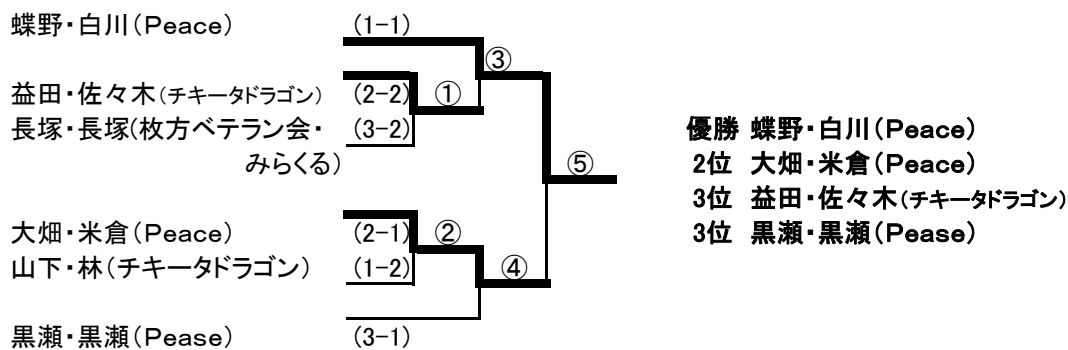 蝶野・白川(Peace) (1-1)
③
益田・佐々木(チキータドラゴン) (2-2) ①
長塚・長塚(枚方ベテラン会・ (3-2)
みらくる)
⑤
大畑・米倉(Peace) (2-1) ②
山下・林(チキータドラゴン) (1-2) ④
黒瀬・黒瀬(Pease) (3-1)
優勝 蝶野・白川(Peace)
2位 大畑・米倉(Peace)
3位 益田・佐々木(チキータドラゴン)
3位 黒瀬・黒瀬(Pease)